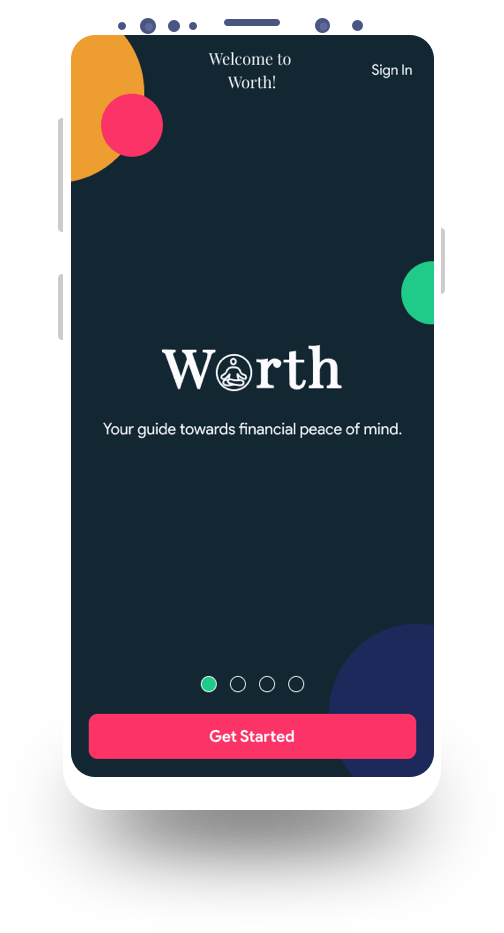 Welcome to
Worth!
Sign In
Worth
Your guide towards financial peace of mind.
Get Started